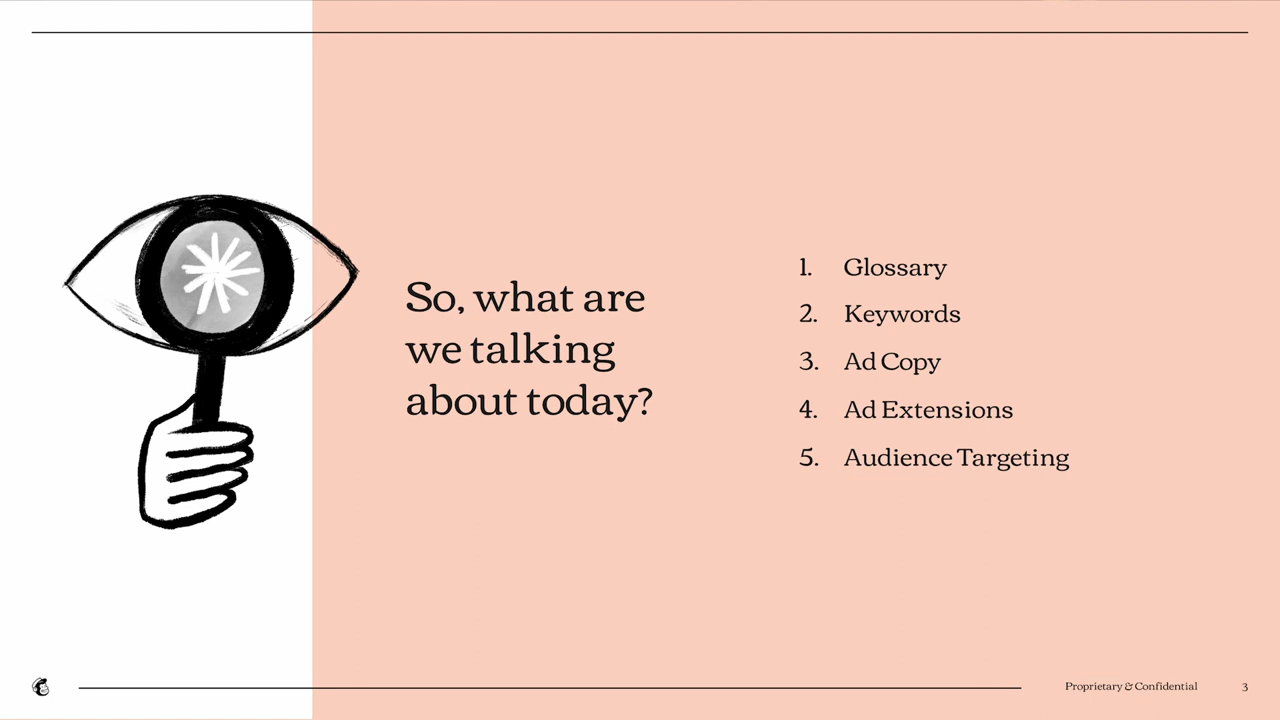 So, what are
we talking
about today?
1. Glossary
2. Keywords
3. Ad Copy
4. Ad Extensions
5. Audience Targeting
Proprietary & Confidential 3